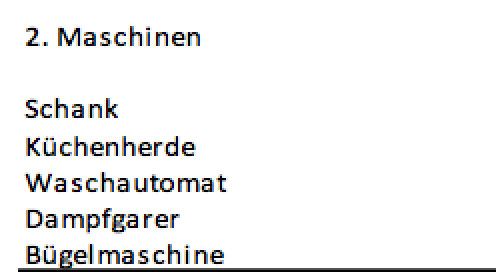 2. Maschinen
Schank
Küchenherde
Waschautomat
Dampfgarer
Bügelmaschine